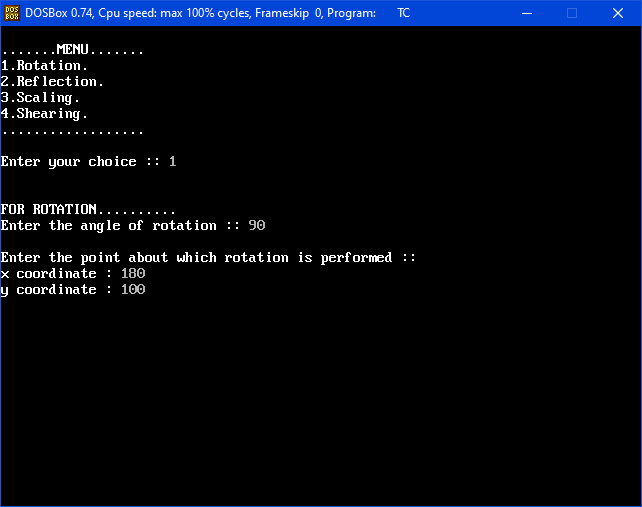 DOS
BOX
DOSBox 0.74, Cpu speed: max 100% cycles, Frameskip 0, Program: TC
.......MENU.......
1.Rotation.
2.Reflection.
3.Scaling.
4.Shearing.
..................
Enter your choice :: 1
FOR ROTATION..........
Enter the angle of rotation :: 90
Enter the point about which rotation is performed ::
x coordinate : 180
y coordinate : 100